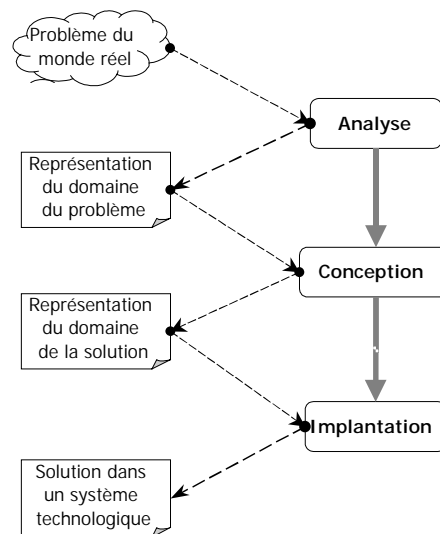 Problème du
monde réel
Analyse
Représentation
du domaine
du problème
Conception
Représentation
du domaine
de la solution
Implantation
Solution dans
un système
technologique